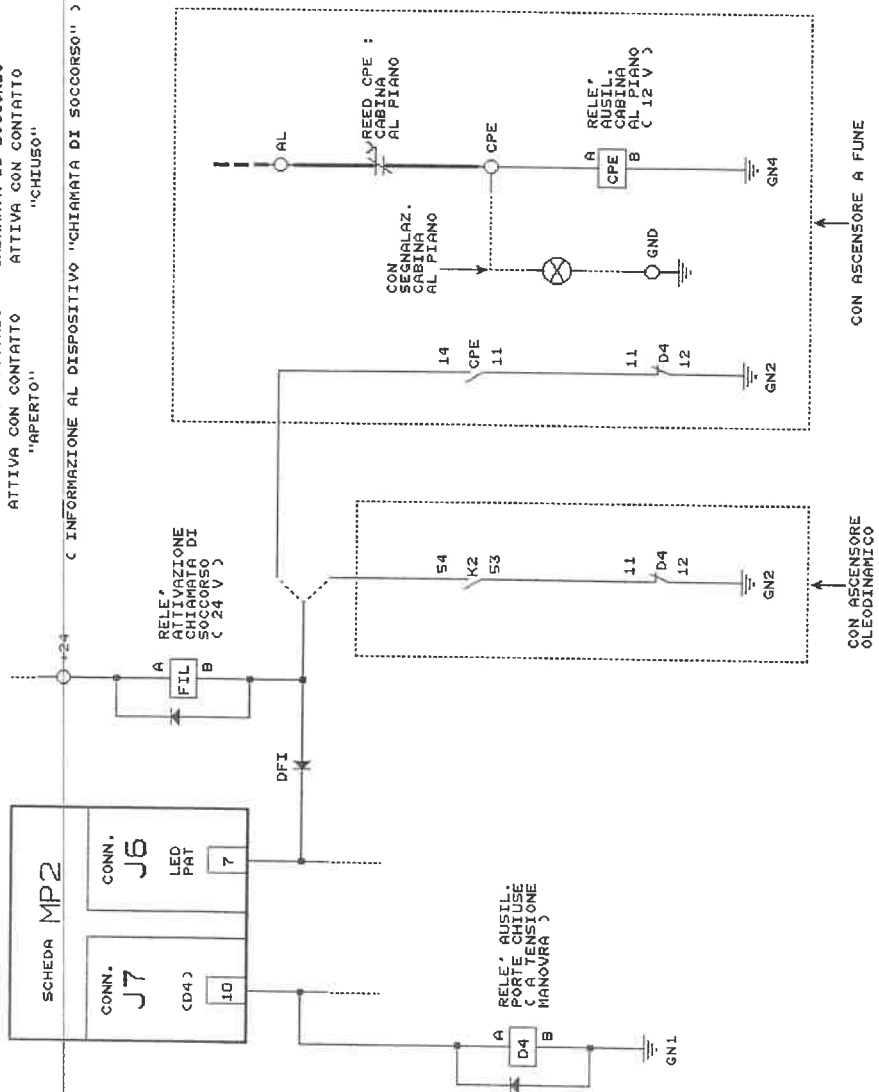 ATTIVA CON CONTATTO
"APERTO"
ATTIVA CON CONTATTO
"CHIUSO"
( INFORMAZIONE AL DISPOSITIVO "CHIAMATA DI SOCCORSO" )
SCHEDA MP2
CONN.
J7
(D4)
10
CONN.
J6
LED
PAT
7
+24
A
FIL
B
RELE'
ATTIVAZIONE
CHIAMATA DI
SOCCORSO
( 24 V )
DFI
A
D4
B
RELE' AUSIL.
PORTE CHIUSE
( A TENSIONE
MANOVRA )
GN1
54
K2
53
11
D4
12
GN2
CON ASCENSORE
OLEODINAMICO
14
CPE
11
11
D4
12
GN2
CON
SEGNALAZ.
CABINA
AL PIANO
GND
AL
REED CPE :
CABINA
AL PIANO
CPE
A
CPE
B
RELE'
AUSIL.
CABINA
AL PIANO
( 12 V )
GN4
CON ASCENSORE A FUNE